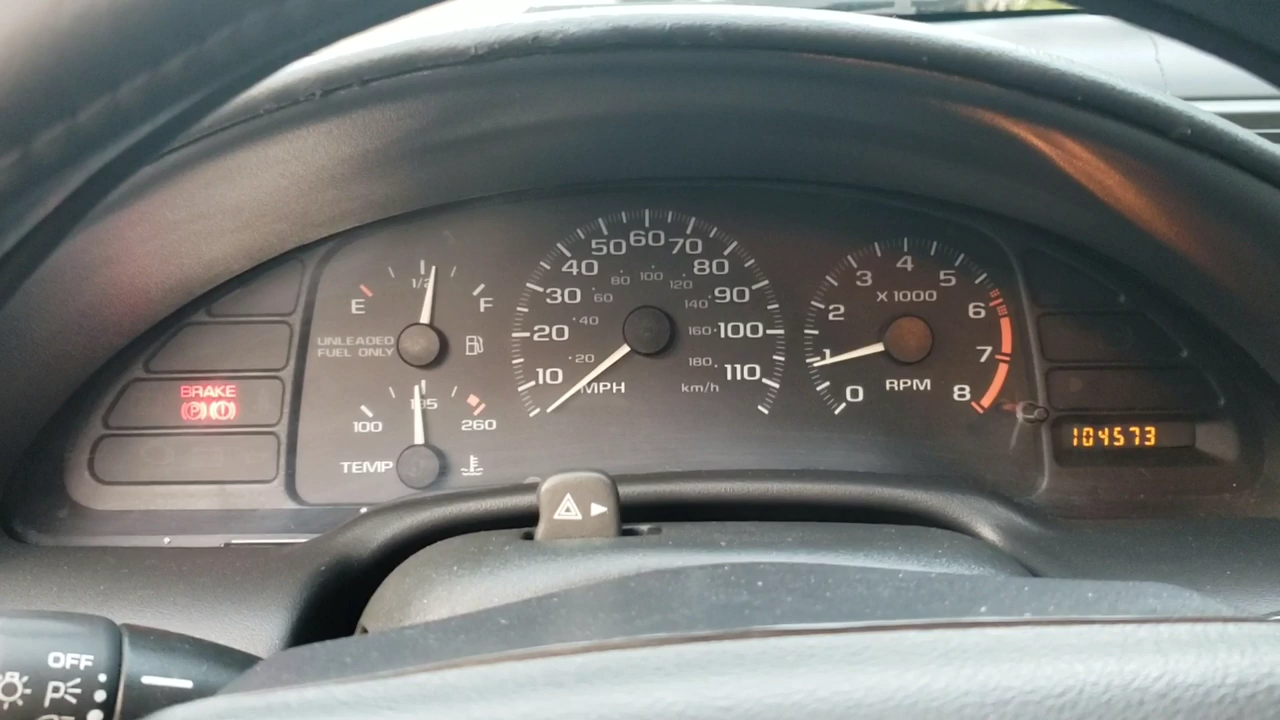 E 1/2 F
UNLEADED
FUEL ONLY
BRAKE
P !
100 195 260
TEMP
10 20 30 40 50 60 70 80 90 100 110
20 40 60 80 100 120 140 160 180
MPH km/h
0 1 2 3 4 5 6 7 8
X 1000
RPM
104573
OFF
P